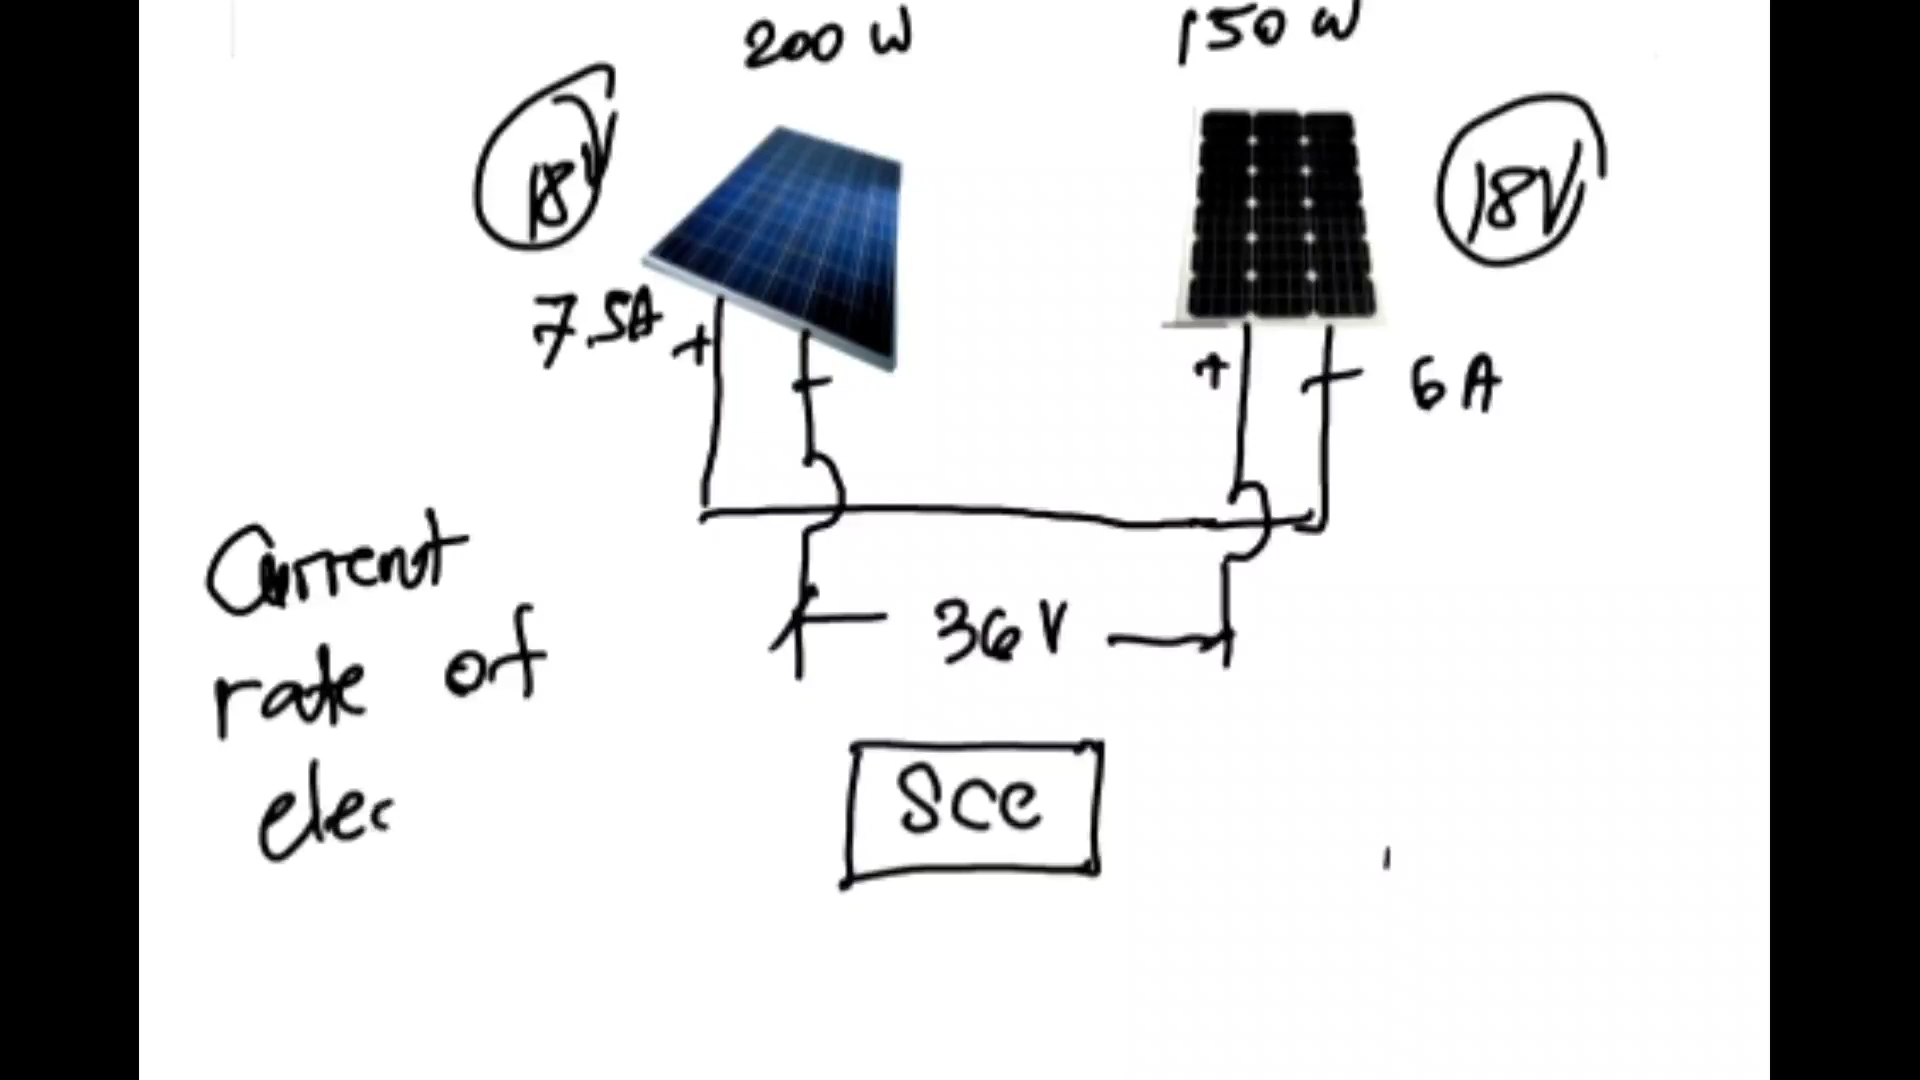 200 W
150 W
18V
18V
7.5A
+
-
+
-
6A
Current
rate of
elec
36V
SCC